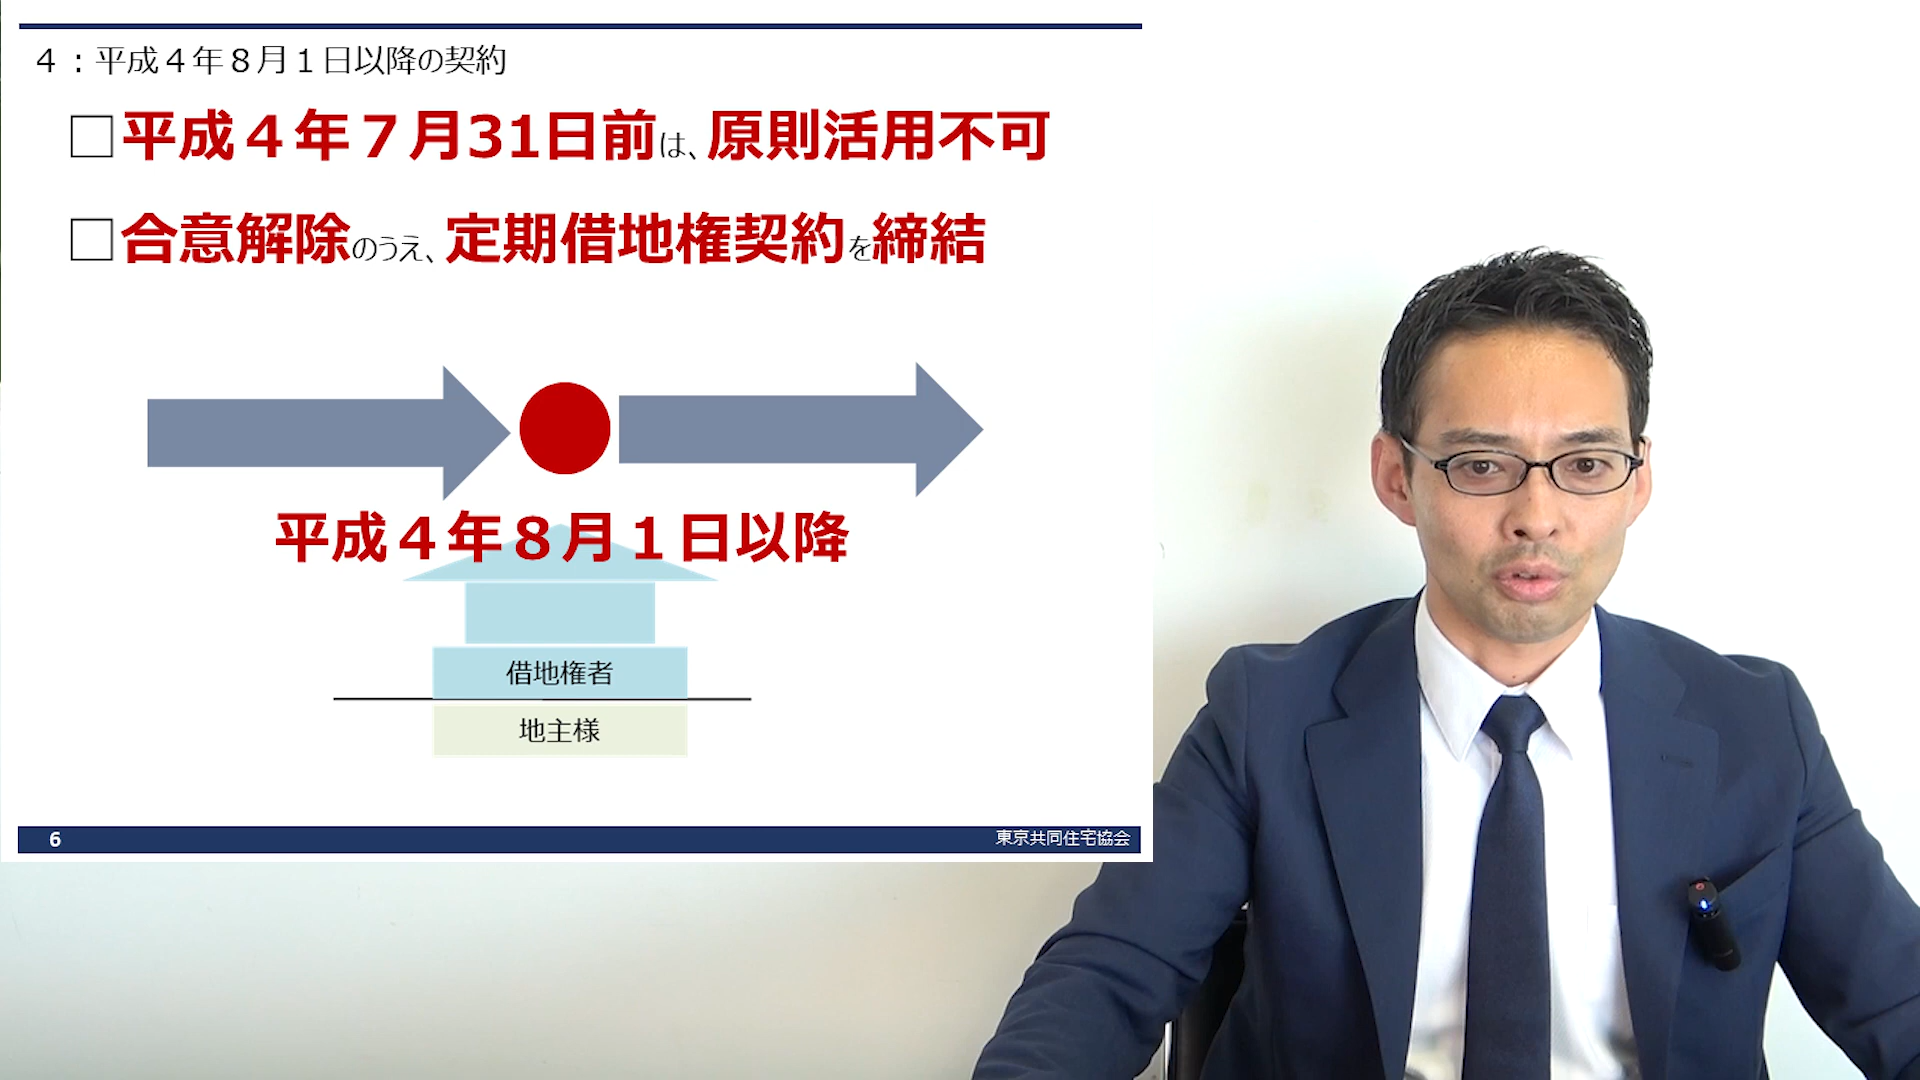 ４：平成４年８月１日以降の契約
□平成４年７月31日前は、原則活用不可
□合意解除のうえ、定期借地権契約を締結
平成４年８月１日以降
借地権者
地主様
6
東京共同住宅協会